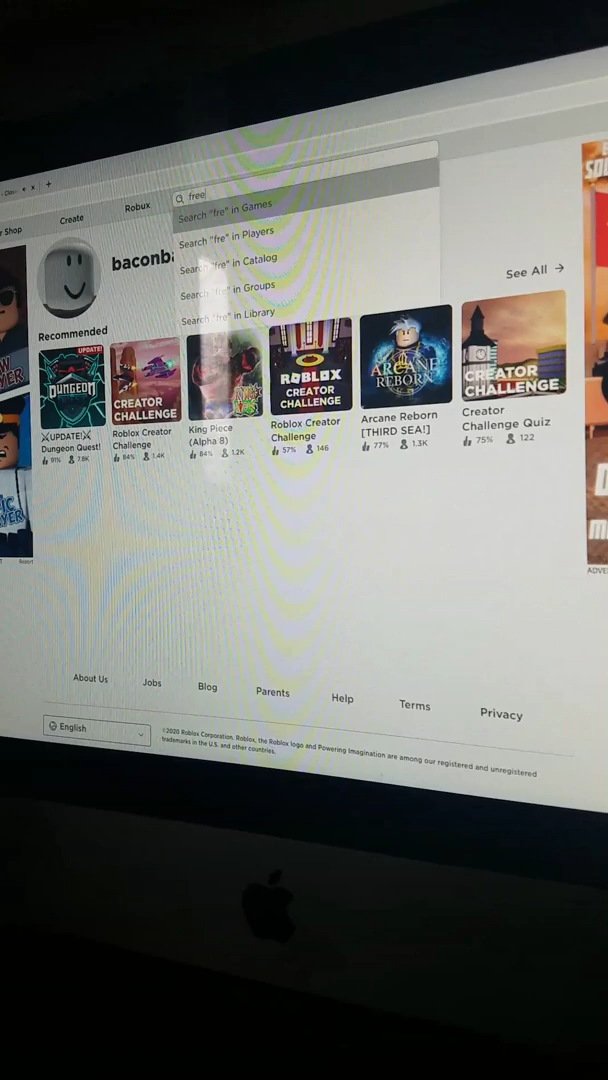 Shop
Create
Robux
free
Search "fre" in Games
Search "fre" in Players
Search "fre" in Catalog
Search "fre" in Groups
Search "fre" in Library
baconba
See All →
Recommended
UPDATE!
DUNGEON
CREATOR
CHALLENGE
ROBLOX
CREATOR
CHALLENGE
ARCANE
REBORN
CREATOR
CHALLENGE
⚔UPDATE!⚔
Dungeon Quest!
91% 7.6K
Roblox Creator
Challenge
84% 1.4K
King Piece
(Alpha 8)
84% 1.2K
Roblox Creator
Challenge
57% 146
Arcane Reborn
[THIRD SEA!]
77% 1.3K
Creator
Challenge Quiz
75% 122
About Us
Jobs
Blog
Parents
Help
Terms
Privacy
English
©2020 Roblox Corporation. Roblox, the Roblox logo and Powering Imagination are among our registered and unregistered
trademarks in the U.S. and other countries.